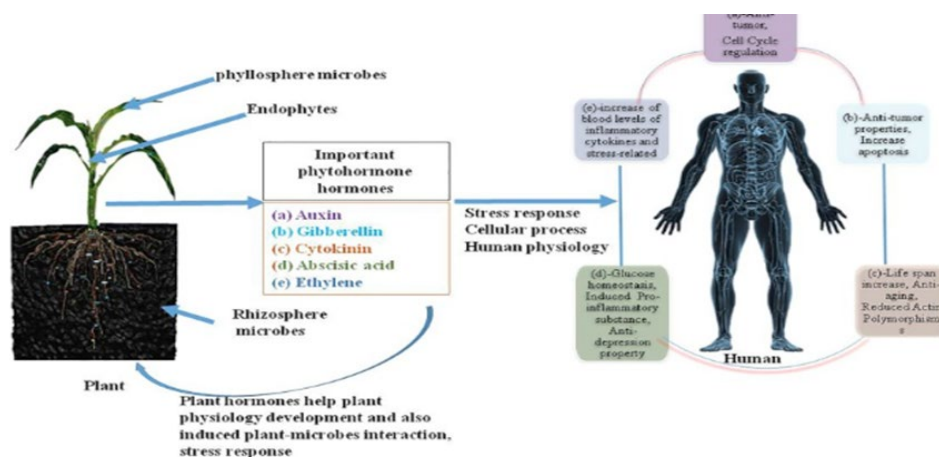 phyllosphere microbes
Endophytes
Important
phytohormone
hormones
(a) Auxin
(b) Gibberellin
(c) Cytokinin
(d) Abscisic acid
(e) Ethylene
Rhizosphere
microbes
Plant
Plant hormones help plant
physiology development and also
induced plant-microbes interaction,
stress response
Stress response
Cellular process
Human physiology
tumor,
Cell Cycle
regulation
(e)-increase of
blood levels of
inflammatory
cytokines and
stress-related
(b)-Anti-tumor
properties,
Increase
apoptosis
(d)-Glucose
homeostasis,
Induced Pro-
inflammatory
substance,
Anti-
depression
property
(c)-Life span
increase, Anti-
aging,
Reduced Actin
Polymorphism
s
Human